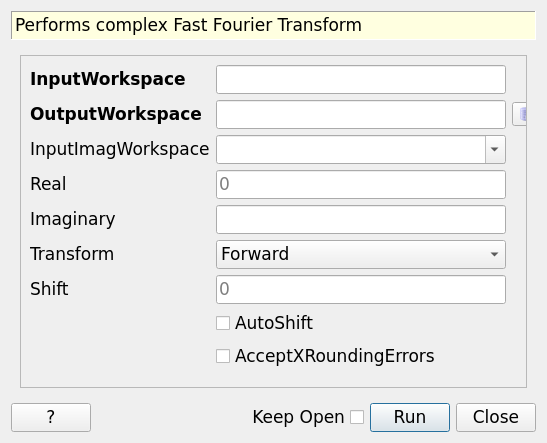 Performs complex Fast Fourier Transform
InputWorkspace
OutputWorkspace
InputImagWorkspace
Real 0
Imaginary
Transform Forward
Shift 0
AutoShift
AcceptXRoundingErrors
? Keep Open Run Close